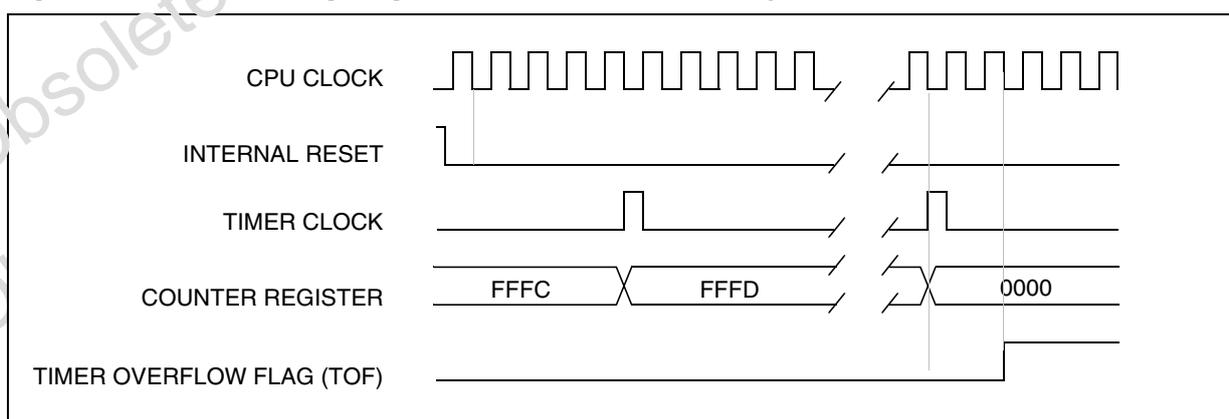 CPU CLOCK
INTERNAL RESET
TIMER CLOCK
COUNTER REGISTER
FFFC
FFFD
0000
TIMER OVERFLOW FLAG (TOF)